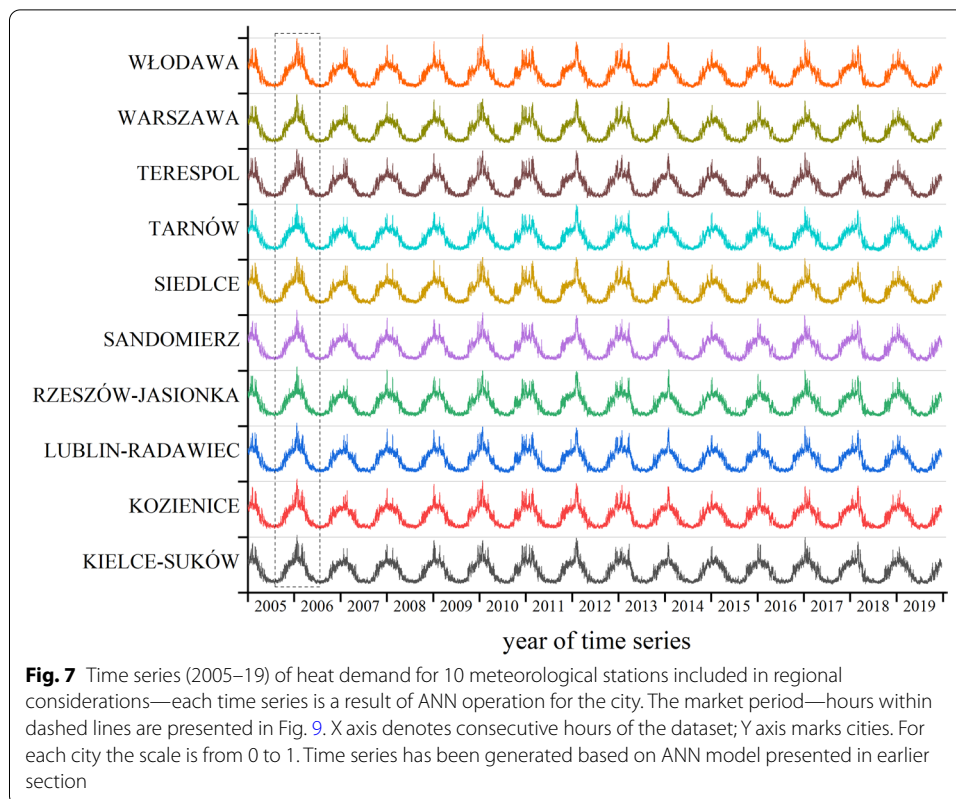 WŁODAWA
WARSZAWA
TERESPOL
TARNÓW
SIEDLCE
SANDOMIERZ
RZESZÓW-JASIONKA
LUBLIN-RADAWIEC
KOZIENICE
KIELCE-SUKÓW
2005 2006 2007 2008 2009 2010 2011 2012 2013 2014 2015 2016 2017 2018 2019
year of time series
Fig. 7 Time series (2005–19) of heat demand for 10 meteorological stations included in regional
considerations—each time series is a result of ANN operation for the city. The market period—hours within
dashed lines are presented in Fig. 9. X axis denotes consecutive hours of the dataset; Y axis marks cities. For
each city the scale is from 0 to 1. Time series has been generated based on ANN model presented in earlier
section